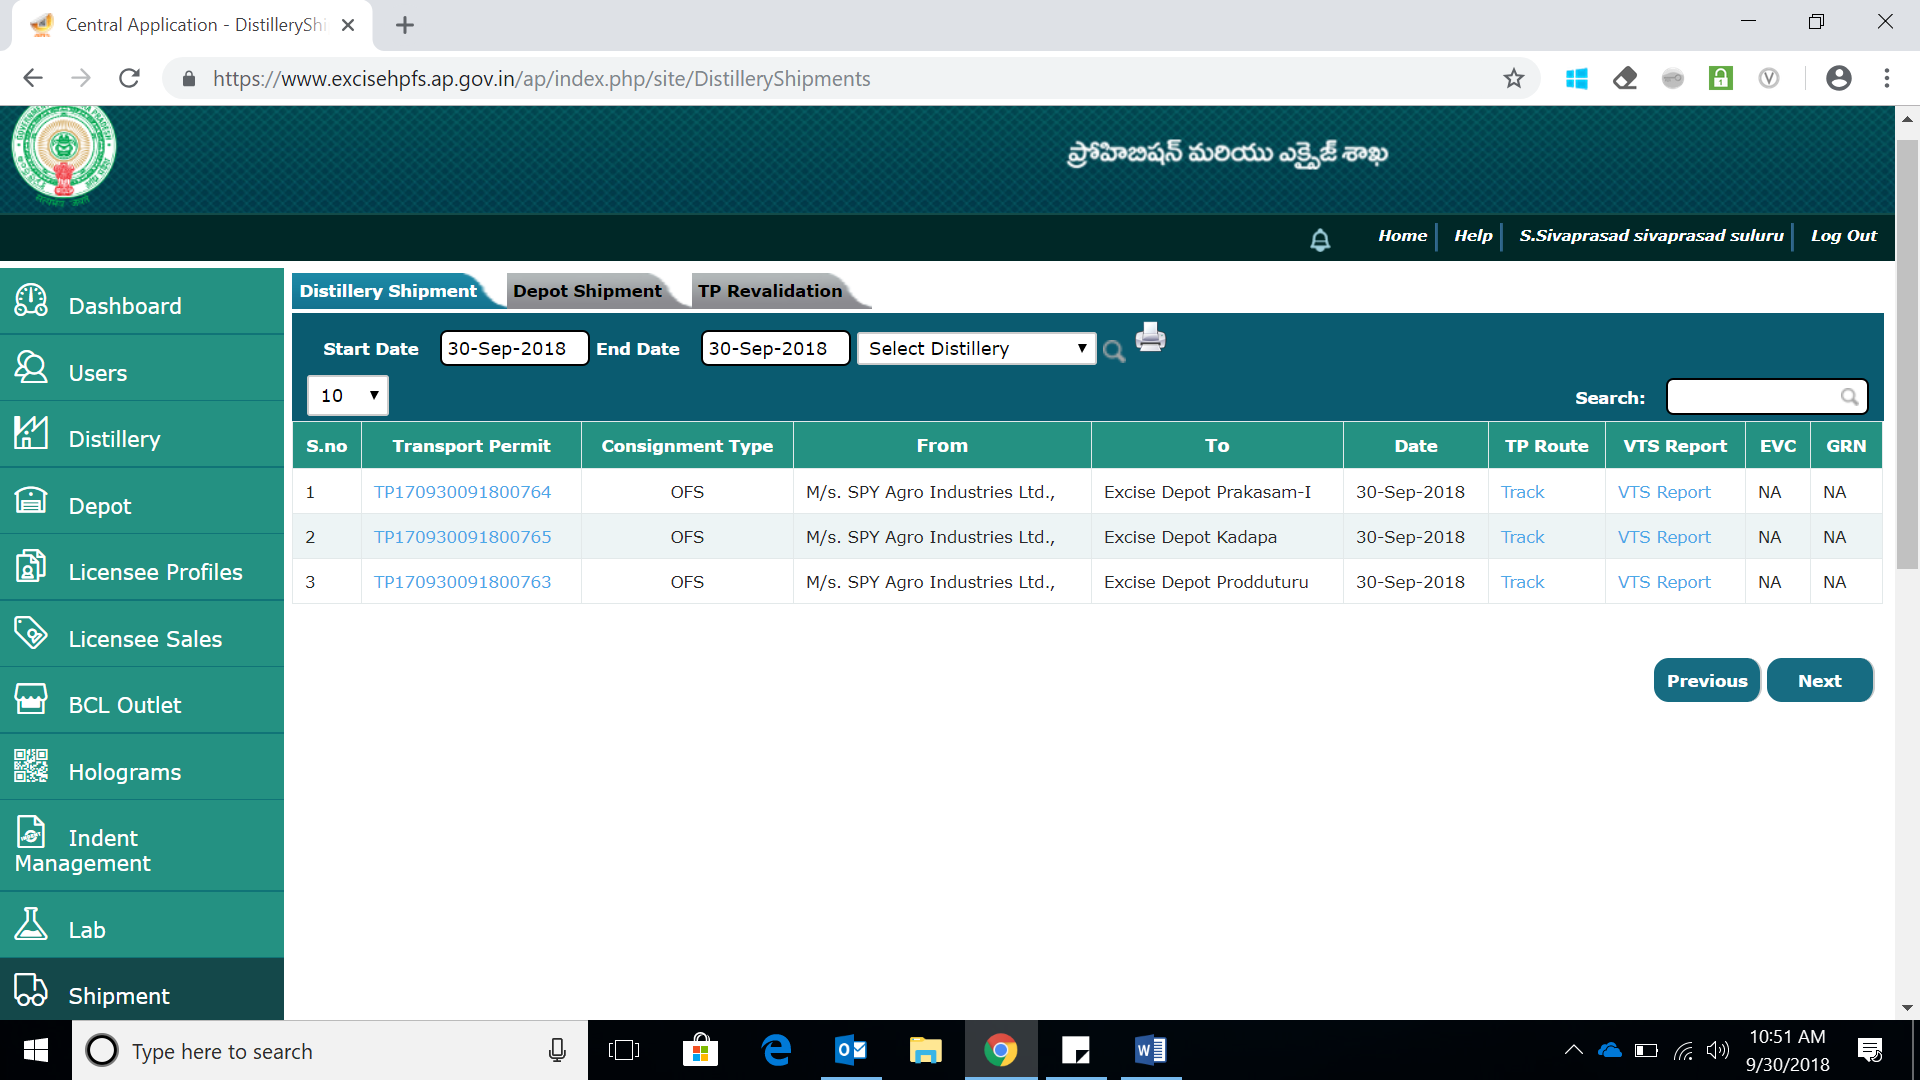 Central Application - DistilleryShi
https://www.excisehpfs.ap.gov.in/ap/index.php/site/DistilleryShipments
ప్రోహిబిషన్ మరియు ఎక్సైజ్ శాఖ
Home Help S.Sivaprasad sivaprasad suluru Log Out
Dashboard
Users
Distillery
Depot
Licensee Profiles
Licensee Sales
BCL Outlet
Holograms
Indent
Management
Lab
Shipment
Distillery Shipment Depot Shipment TP Revalidation
Start Date 30-Sep-2018 End Date 30-Sep-2018 Select Distillery
10 Search:
S.no Transport Permit Consignment Type From To Date TP Route VTS Report EVC GRN
1 TP170930091800764 OFS M/s. SPY Agro Industries Ltd., Excise Depot Prakasam-I 30-Sep-2018 Track VTS Report NA NA
2 TP170930091800765 OFS M/s. SPY Agro Industries Ltd., Excise Depot Kadapa 30-Sep-2018 Track VTS Report NA NA
3 TP170930091800763 OFS M/s. SPY Agro Industries Ltd., Excise Depot Prodduturu 30-Sep-2018 Track VTS Report NA NA
Previous Next
Type here to search
10:51 AM
9/30/2018